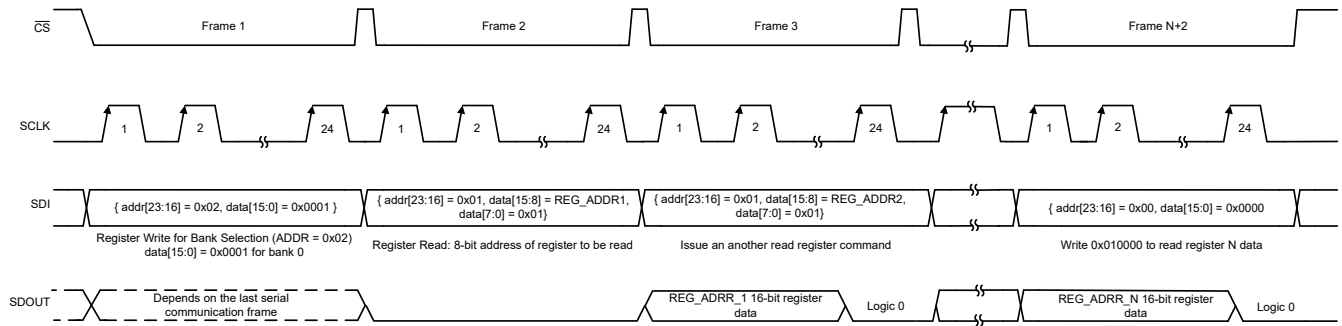 CS
Frame 1
Frame 2
Frame 3
Frame N+2
SCLK
1
2
24
1
2
24
1
2
24
1
2
24
SDI
{ addr[23:16] = 0x02, data[15:0] = 0x0001 }
{ addr[23:16] = 0x01, data[15:8] = REG_ADDR1,
data[7:0] = 0x01}
{ addr[23:16] = 0x01, data[15:8] = REG_ADDR2,
data[7:0] = 0x01}
{ addr[23:16] = 0x00, data[15:0] = 0x0000
Register Write for Bank Selection (ADDR = 0x02)
data[15:0] = 0x0001 for bank 0
Register Read: 8-bit address of register to be read
Issue an another read register command
Write 0x010000 to read register N data
SDOUT
Depends on the last serial
communication frame
REG_ADRR_1 16-bit register
data
Logic 0
REG_ADRR_N 16-bit register
data
Logic 0